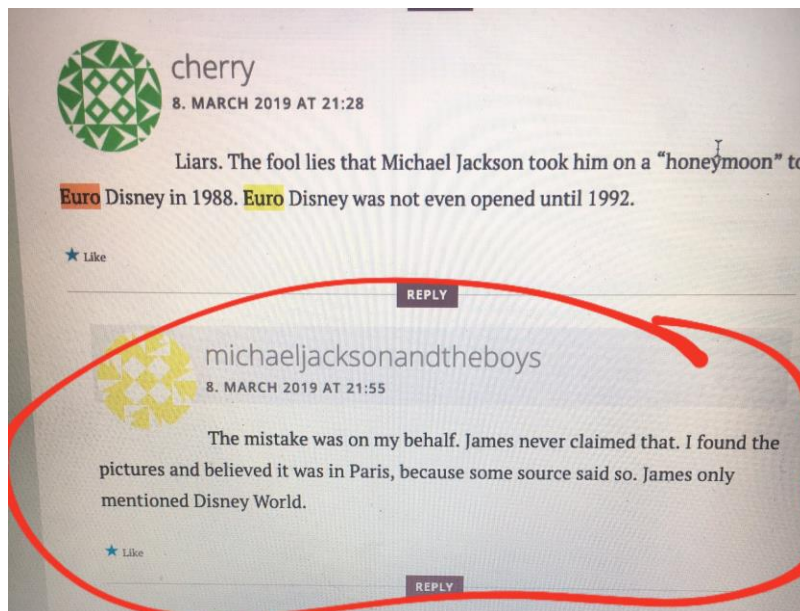 cherry
8. MARCH 2019 AT 21:28
Liars. The fool lies that Michael Jackson took him on a “honeymoon” to
Euro Disney in 1988. Euro Disney was not even opened until 1992.
Like
REPLY
michaeljacksonandtheboys
8. MARCH 2019 AT 21:55
The mistake was on my behalf. James never claimed that. I found the
pictures and believed it was in Paris, because some source said so. James only
mentioned Disney World.
Like
REPLY